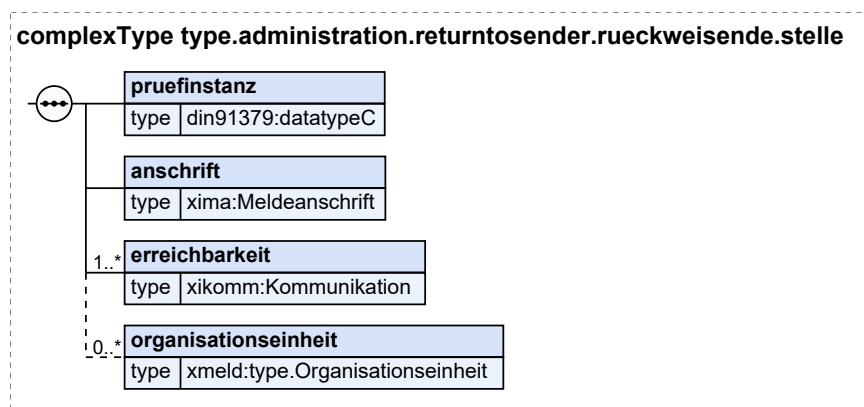 complexType type.administration.returntosender.rueckweisende.stelle
pruefinstanz
type din91379:datatypeC
anschrift
type xima:Meldeanschrift
1..* erreichbarkeit
type xikomm:Kommunikation
0..* organisationseinheit
type xmeld:type.Organisationseinheit